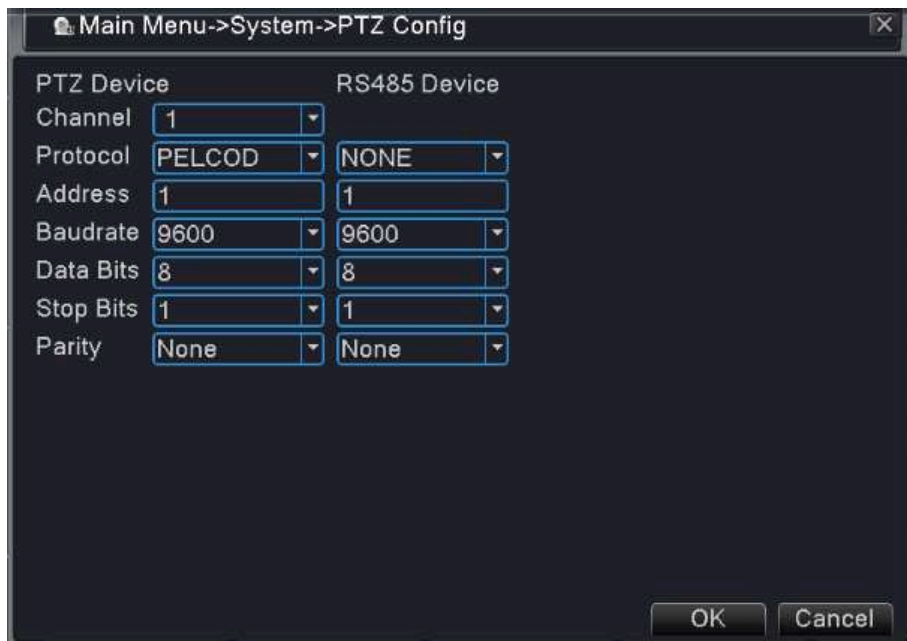 Main Menu->System->PTZ Config
PTZ Device RS485 Device
Channel 1
Protocol PELCOD NONE
Address 1 1
Baudrate 9600 9600
Data Bits 8 8
Stop Bits 1 1
Parity None None
OK Cancel